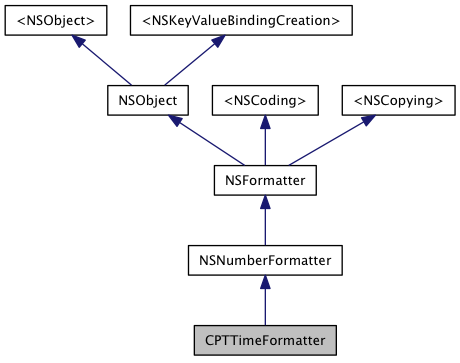 <NSObject>
<NSKeyValueBindingCreation>
NSObject
<NSCoding>
<NSCopying>
NSFormatter
NSNumberFormatter
CPTTimeFormatter